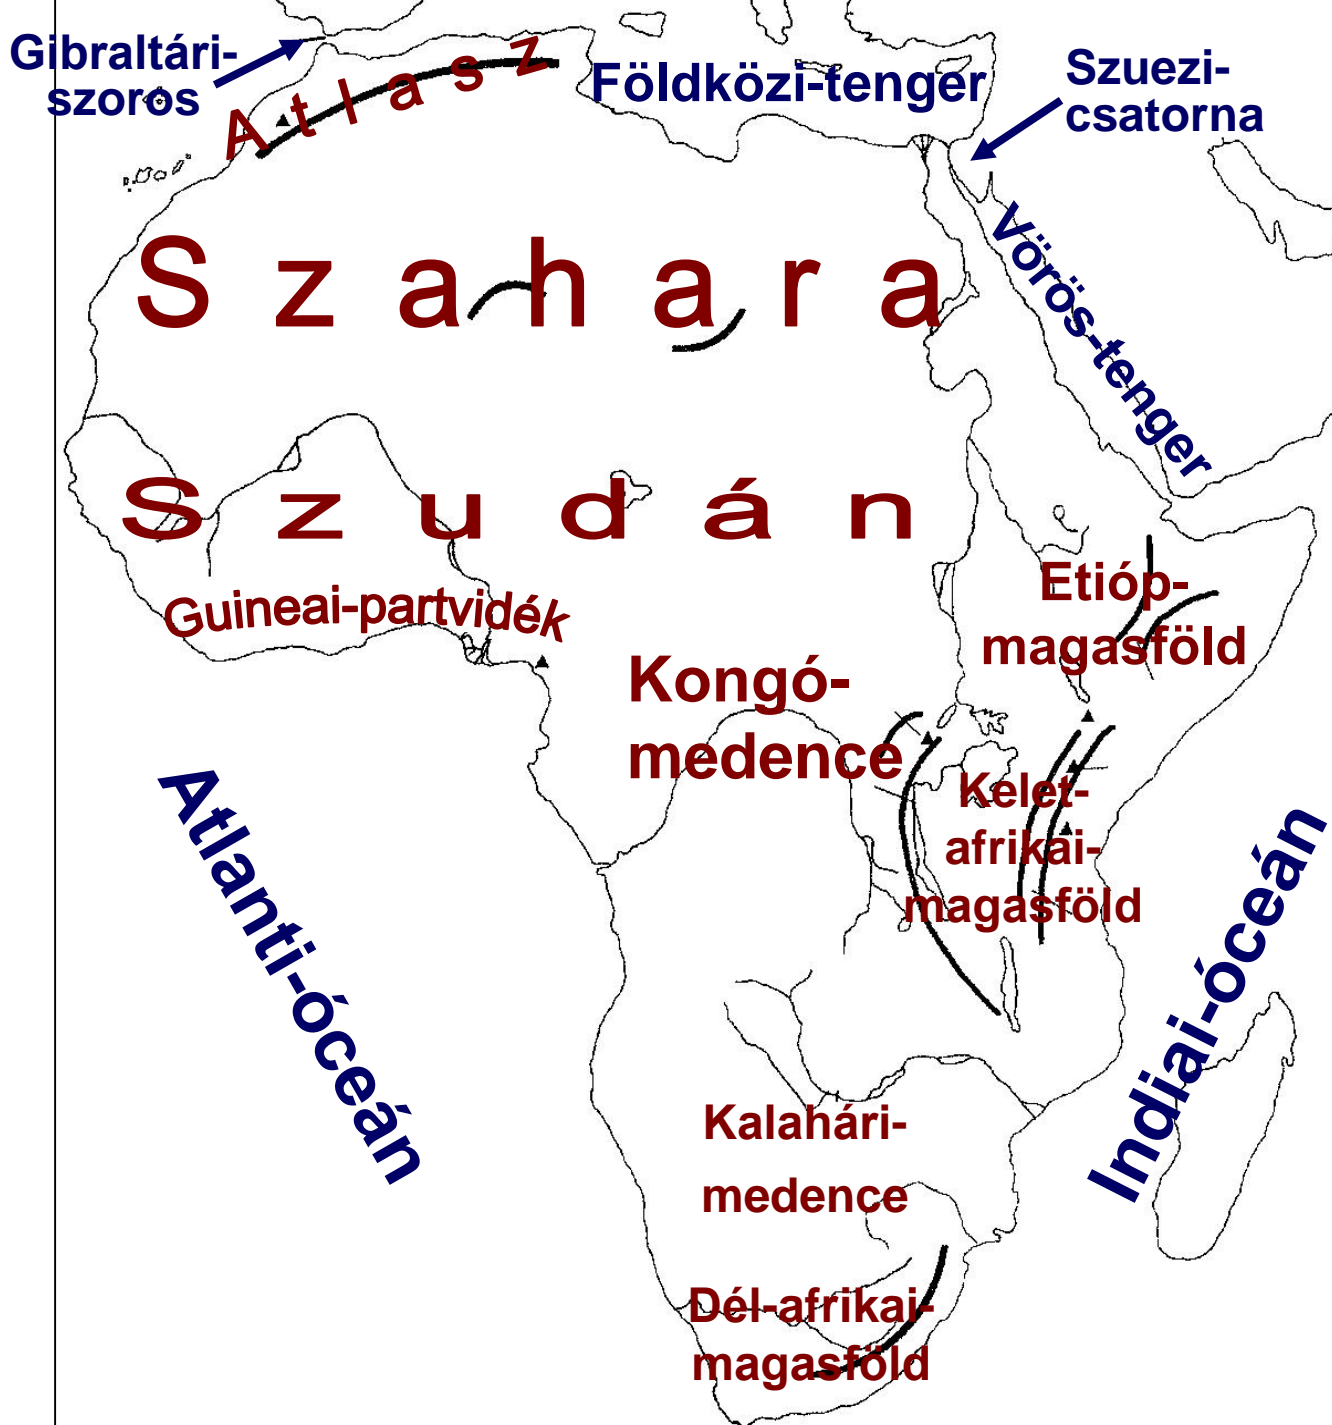 Gibraltári-
szoros
Atlasz
Földközi-tenger
Szuezi-
csatorna
Szahara
Vörös-tenger
Szudán
Guineai-partvidék
Etióp-
magasföld
Kongó-
medence
Kelet-
afrikai-
magasföld
Atlanti-óceán
Indiai-óceán
Kalahári-
medence
Dél-afrikai-
magasföld